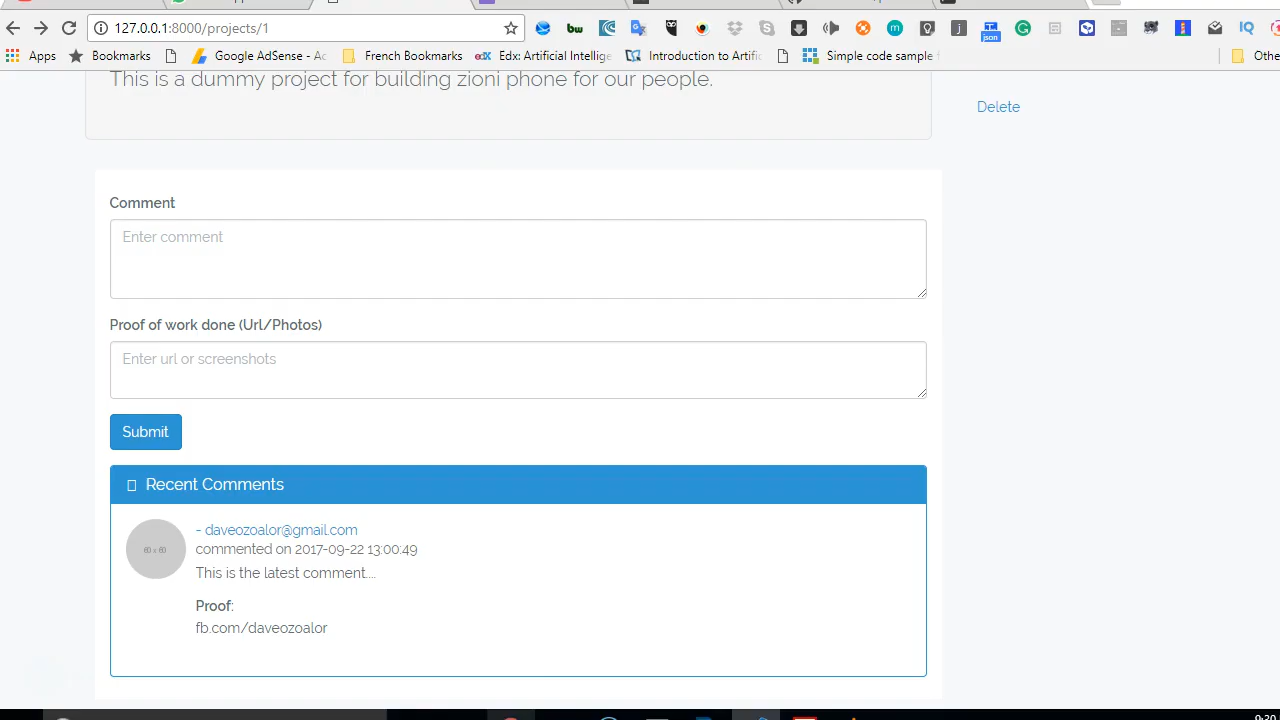 127.0.0.1:8000/projects/1
Apps
Bookmarks
Google AdSense - Ac
French Bookmarks
Edx: Artificial Intellige
Introduction to Artific
Simple code sample
Othe
This is a dummy project for building zioni phone for our people.
Delete
Comment
Enter comment
Proof of work done (Url/Photos)
Enter url or screenshots
Submit
Recent Comments
60 x 60
- daveozoalor@gmail.com
commented on 2017-09-22 13:00:49
This is the latest comment....
Proof:
fb.com/daveozoalor